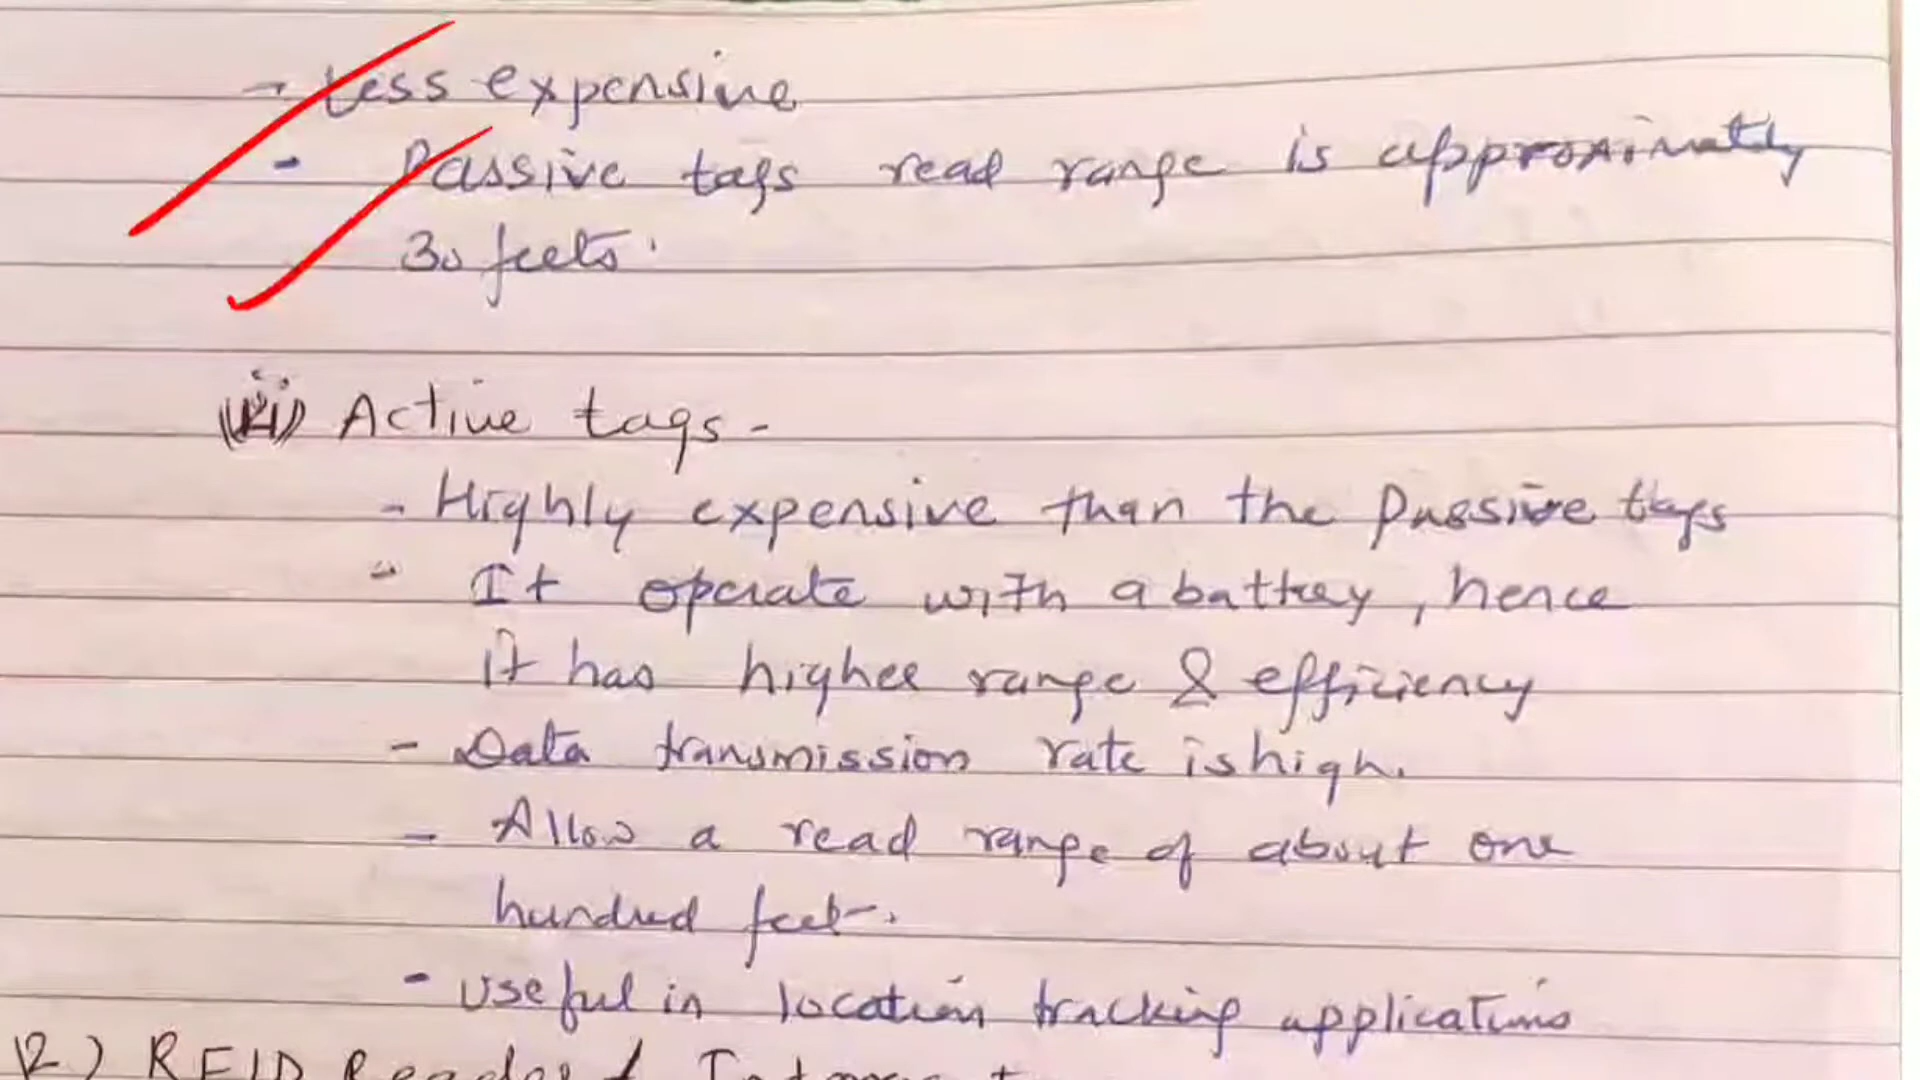 - Less expensive
- Passive tags read range is approximately
30 feets.
(ii) Active tags -
- Highly expensive than the Passive tags
- It operate with a battery, hence
it has higher range & efficiency
- Data transmission rate is high.
- Allow a read range of about one
hundred feet.
- useful in location tracking applications
2) RFID Reader /